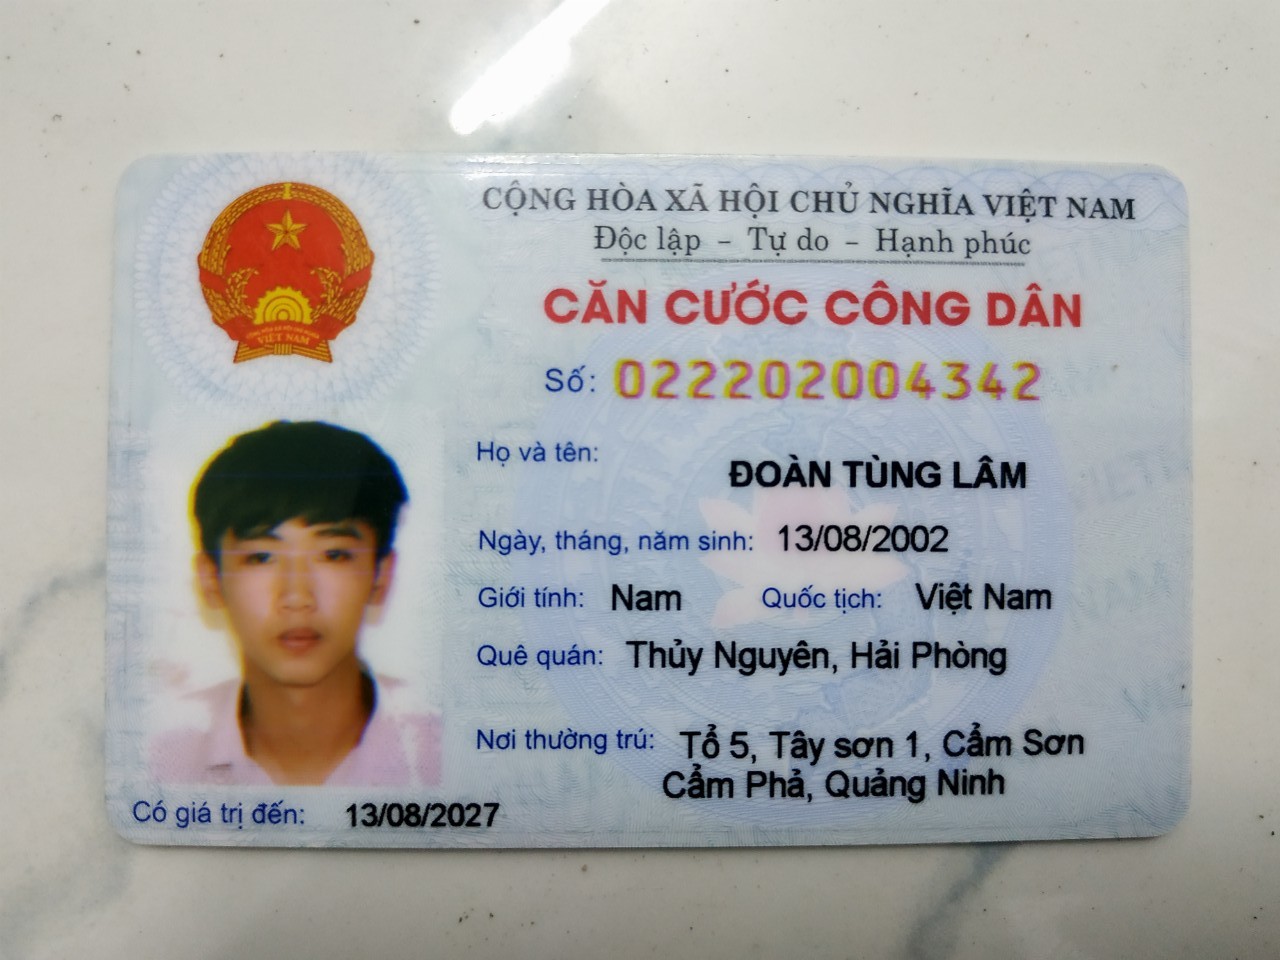 CỘNG HÒA XÃ HỘI CHỦ NGHĨA VIỆT NAM
Độc lập - Tự do - Hạnh phúc
CĂN CƯỚC CÔNG DÂN
Số: 022202004342
Họ và tên:
ĐOÀN TÙNG LÂM
Ngày, tháng, năm sinh: 13/08/2002
Giới tính: Nam Quốc tịch: Việt Nam
Quê quán: Thủy Nguyên, Hải Phòng
Nơi thường trú: Tổ 5, Tây sơn 1, Cẩm Sơn
Cẩm Phả, Quảng Ninh
Có giá trị đến: 13/08/2027
VIỆT NAM